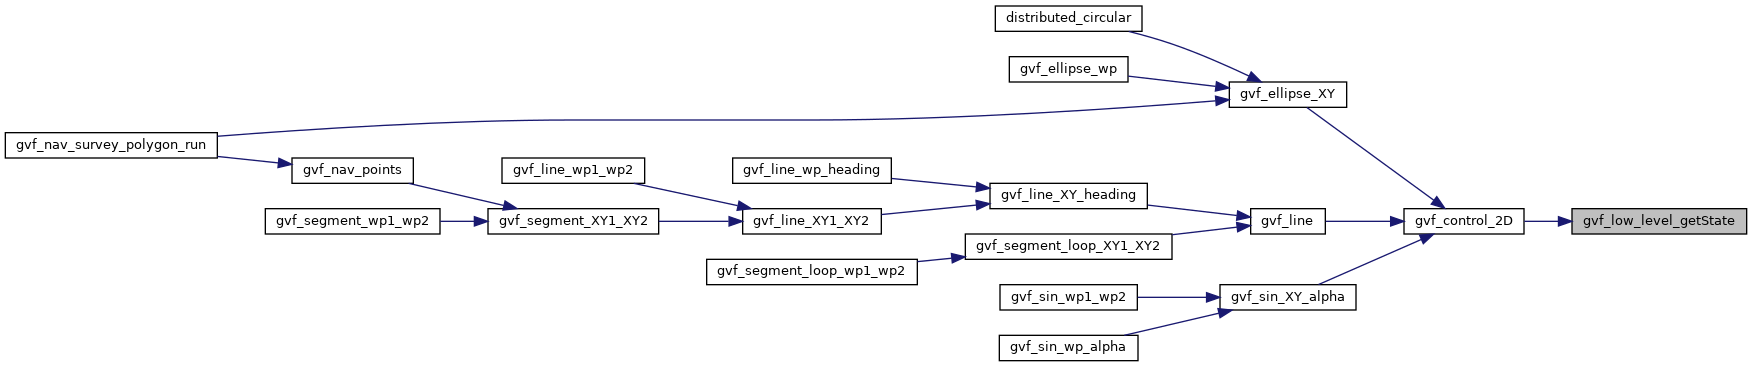 distributed_circular
gvf_ellipse_wp
gvf_ellipse_XY
gvf_nav_survey_polygon_run
gvf_nav_points
gvf_line_wp1_wp2
gvf_line_wp_heading
gvf_line_XY_heading
gvf_segment_wp1_wp2
gvf_segment_XY1_XY2
gvf_line_XY1_XY2
gvf_line
gvf_control_2D
gvf_low_level_getState
gvf_segment_loop_XY1_XY2
gvf_segment_loop_wp1_wp2
gvf_sin_wp1_wp2
gvf_sin_XY_alpha
gvf_sin_wp_alpha